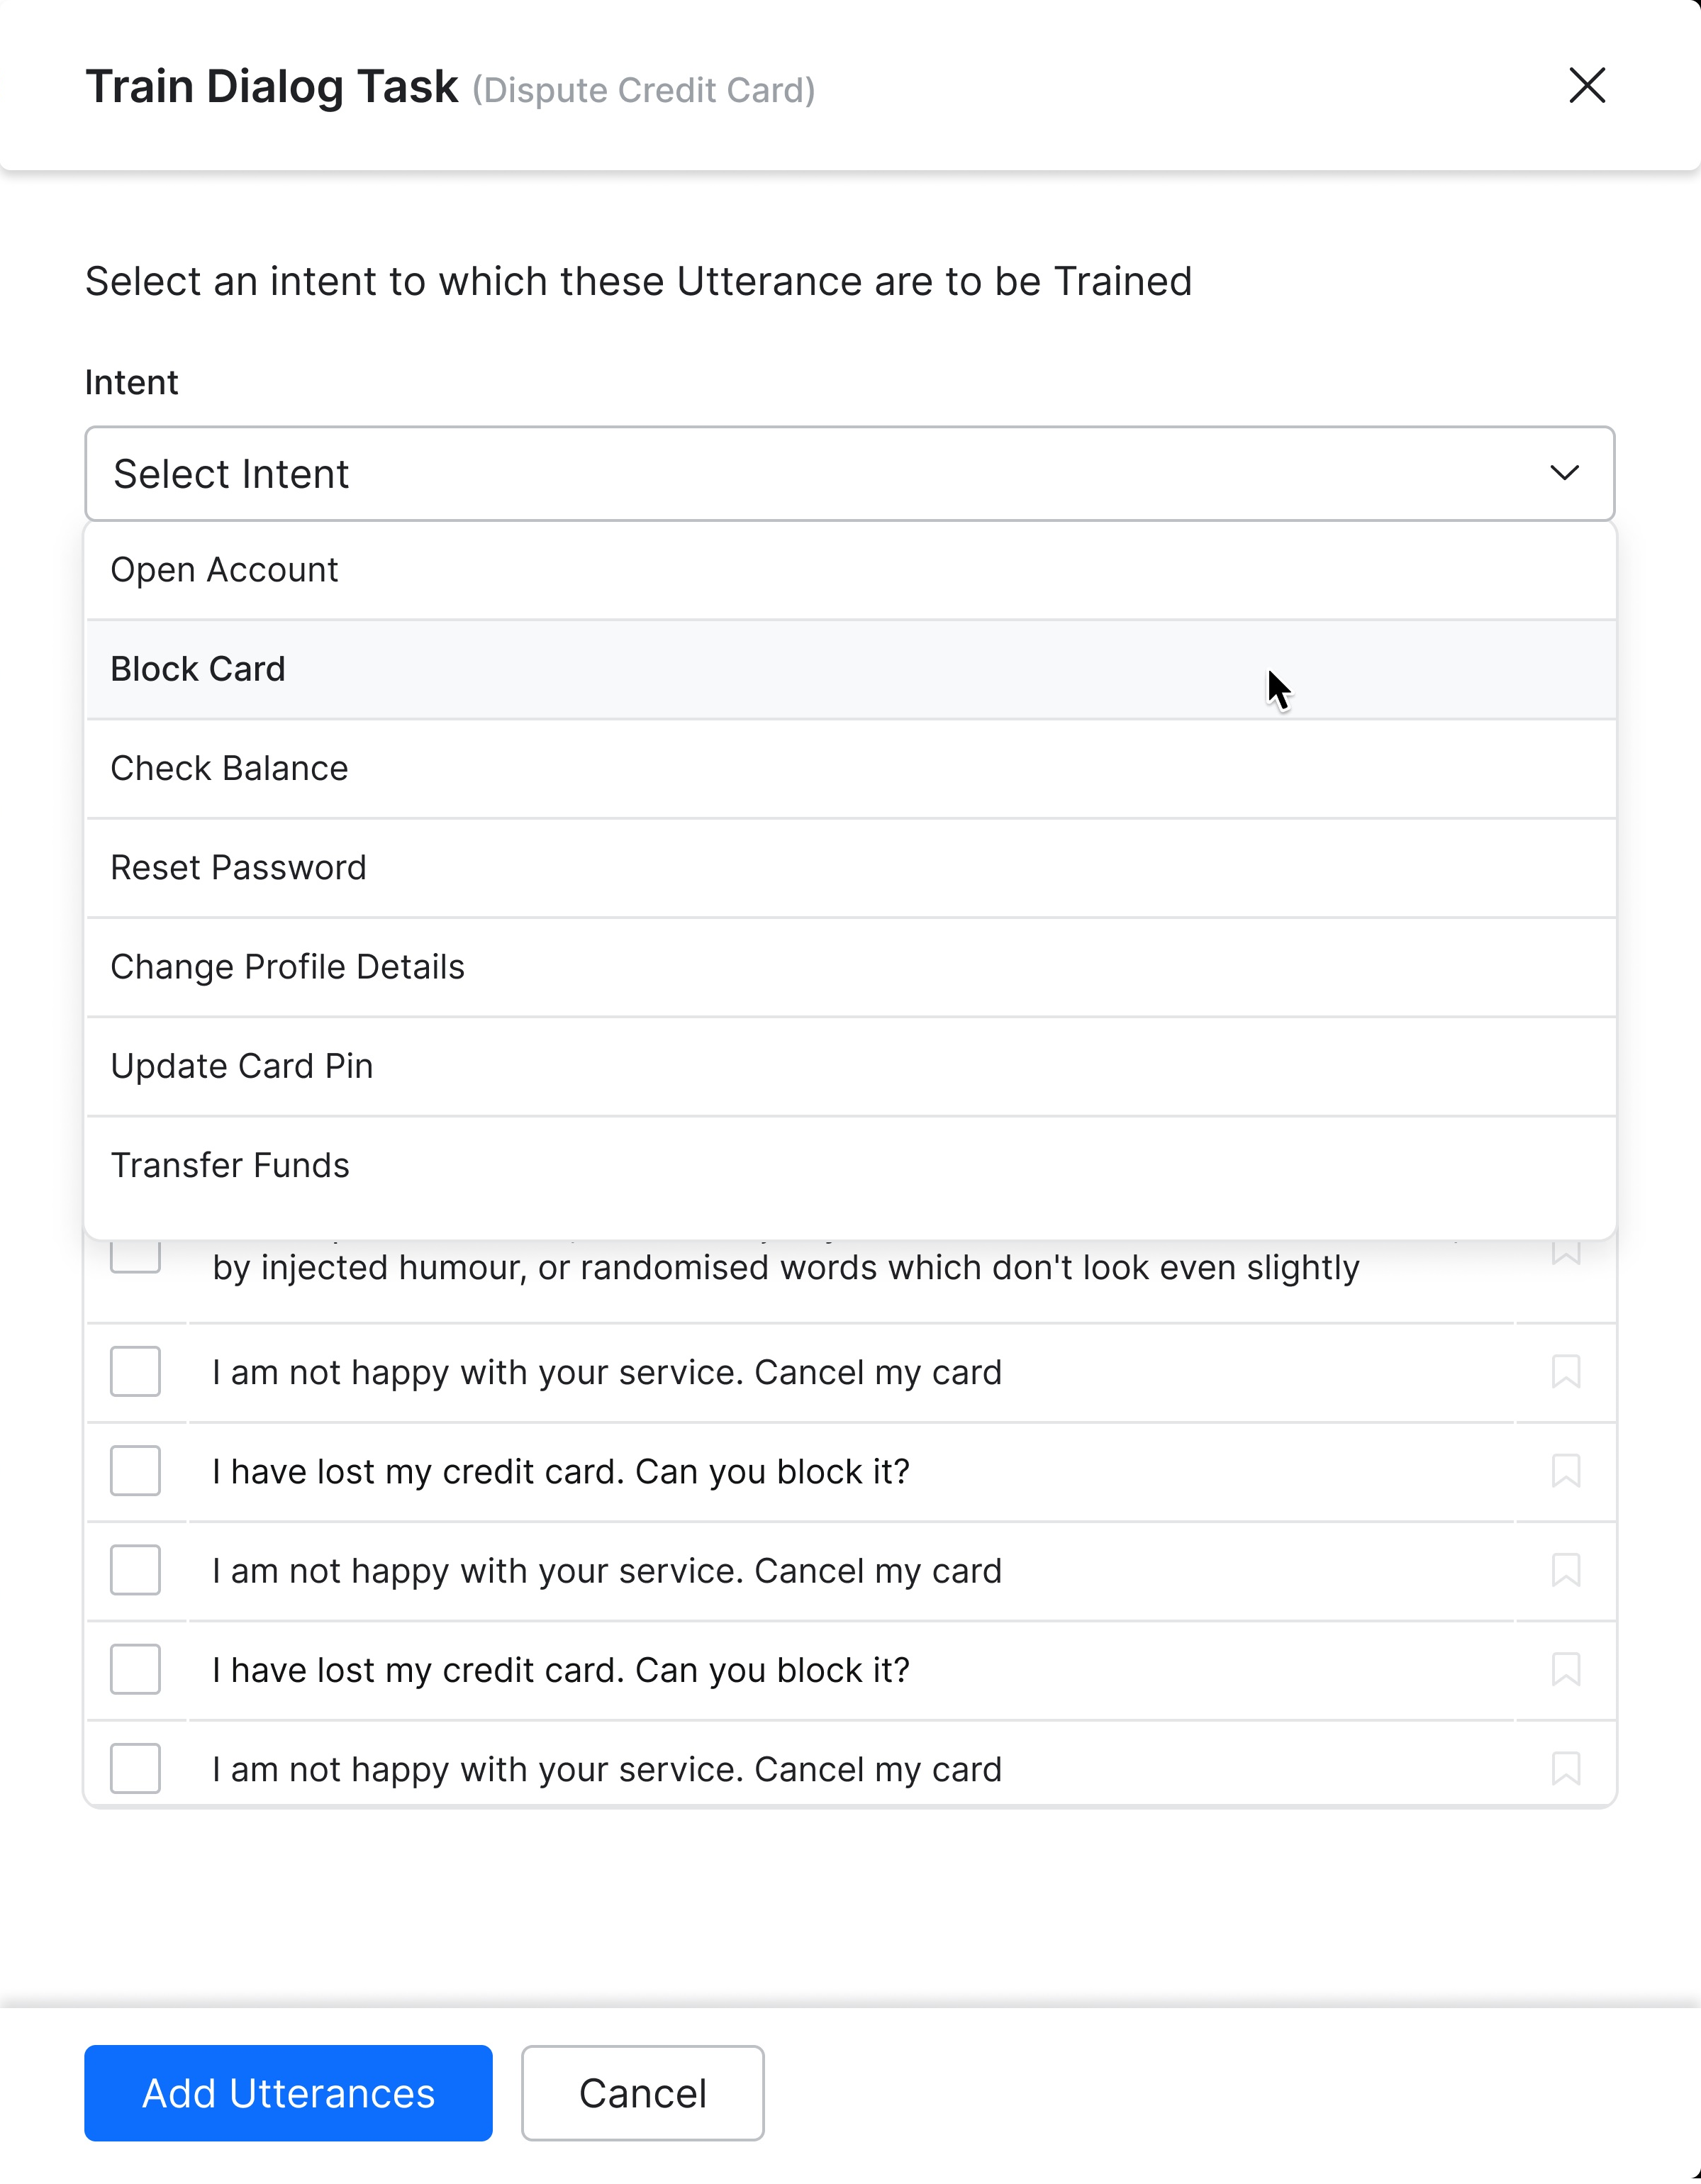 Train Dialog Task (Dispute Credit Card)
Select an intent to which these Utterance are to be Trained
Intent
Select Intent
Open Account
Block Card
Check Balance
Reset Password
Change Profile Details
Update Card Pin
Transfer Funds
by injected humour, or randomised words which don't look even slightly
I am not happy with your service. Cancel my card
I have lost my credit card. Can you block it?
I am not happy with your service. Cancel my card
I have lost my credit card. Can you block it?
I am not happy with your service. Cancel my card
Add Utterances
Cancel